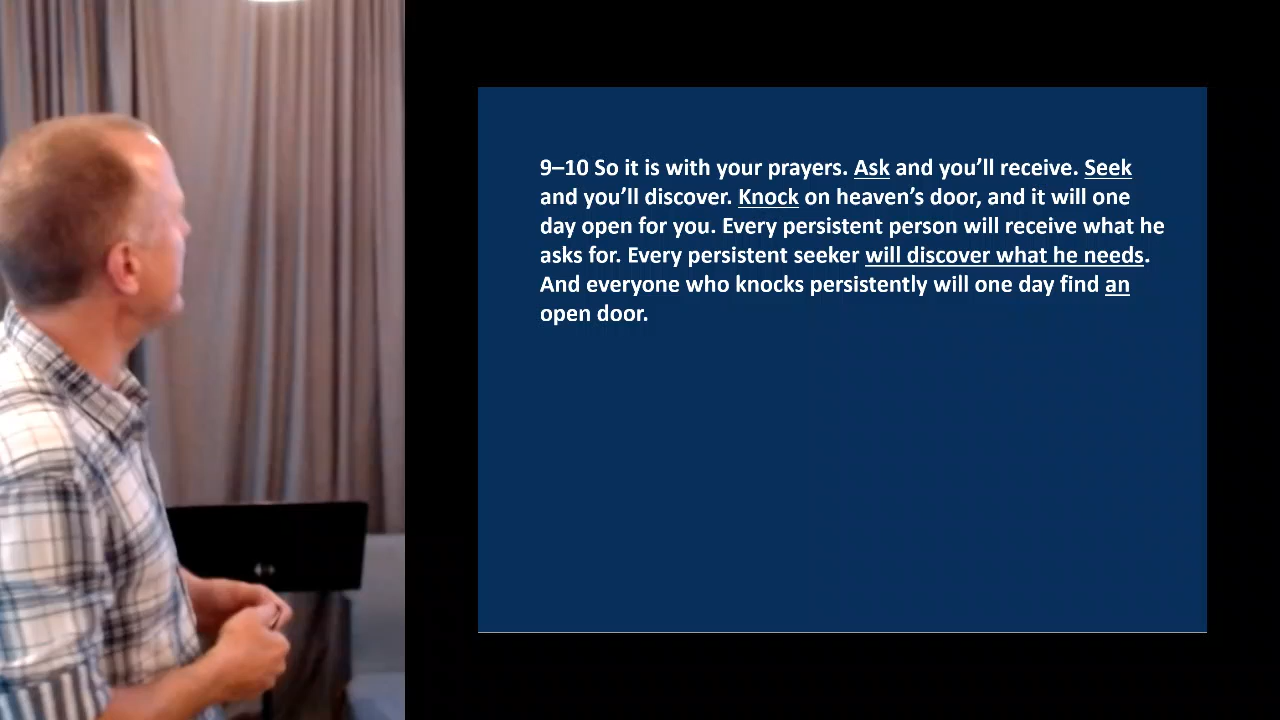 9–10 So it is with your prayers. Ask and you’ll receive. Seek
and you’ll discover. Knock on heaven’s door, and it will one
day open for you. Every persistent person will receive what he
asks for. Every persistent seeker will discover what he needs.
And everyone who knocks persistently will one day find an
open door.